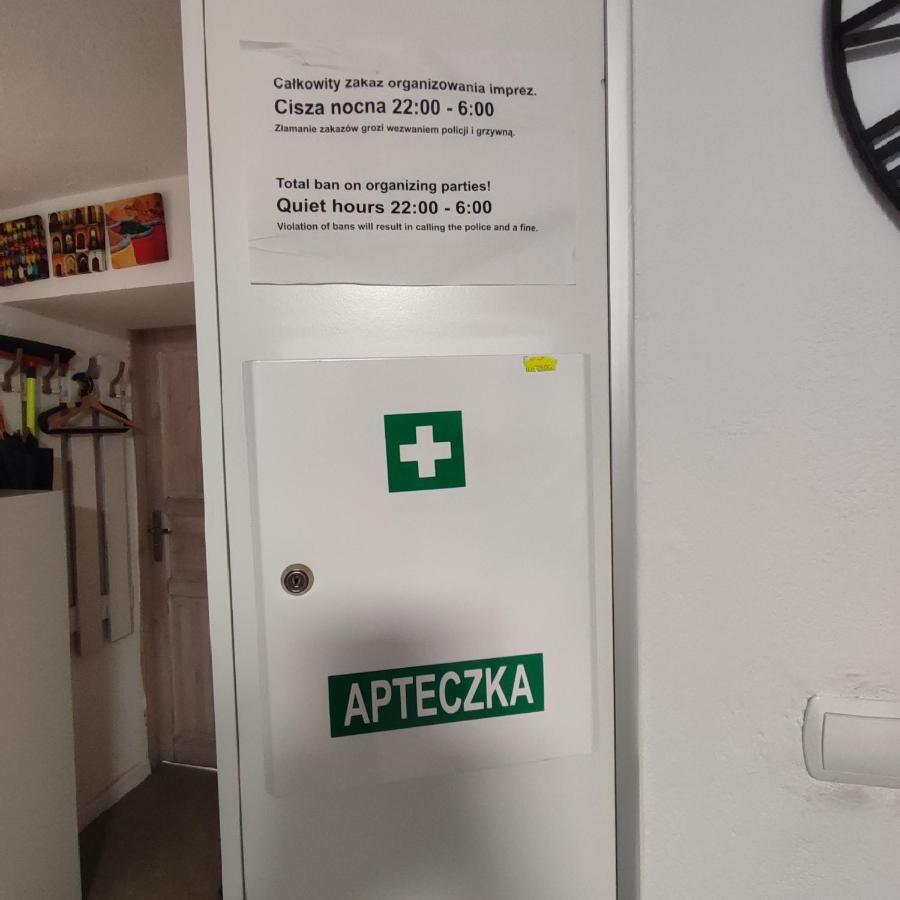 Całkowity zakaz organizowania imprez.
Cisza nocna 22:00 - 6:00
Złamanie zakazów grozi wezwaniem policji i grzywną.
Total ban on organizing parties!
Quiet hours 22:00 - 6:00
Violation of bans will result in calling the police and a fine.
APTECZKA